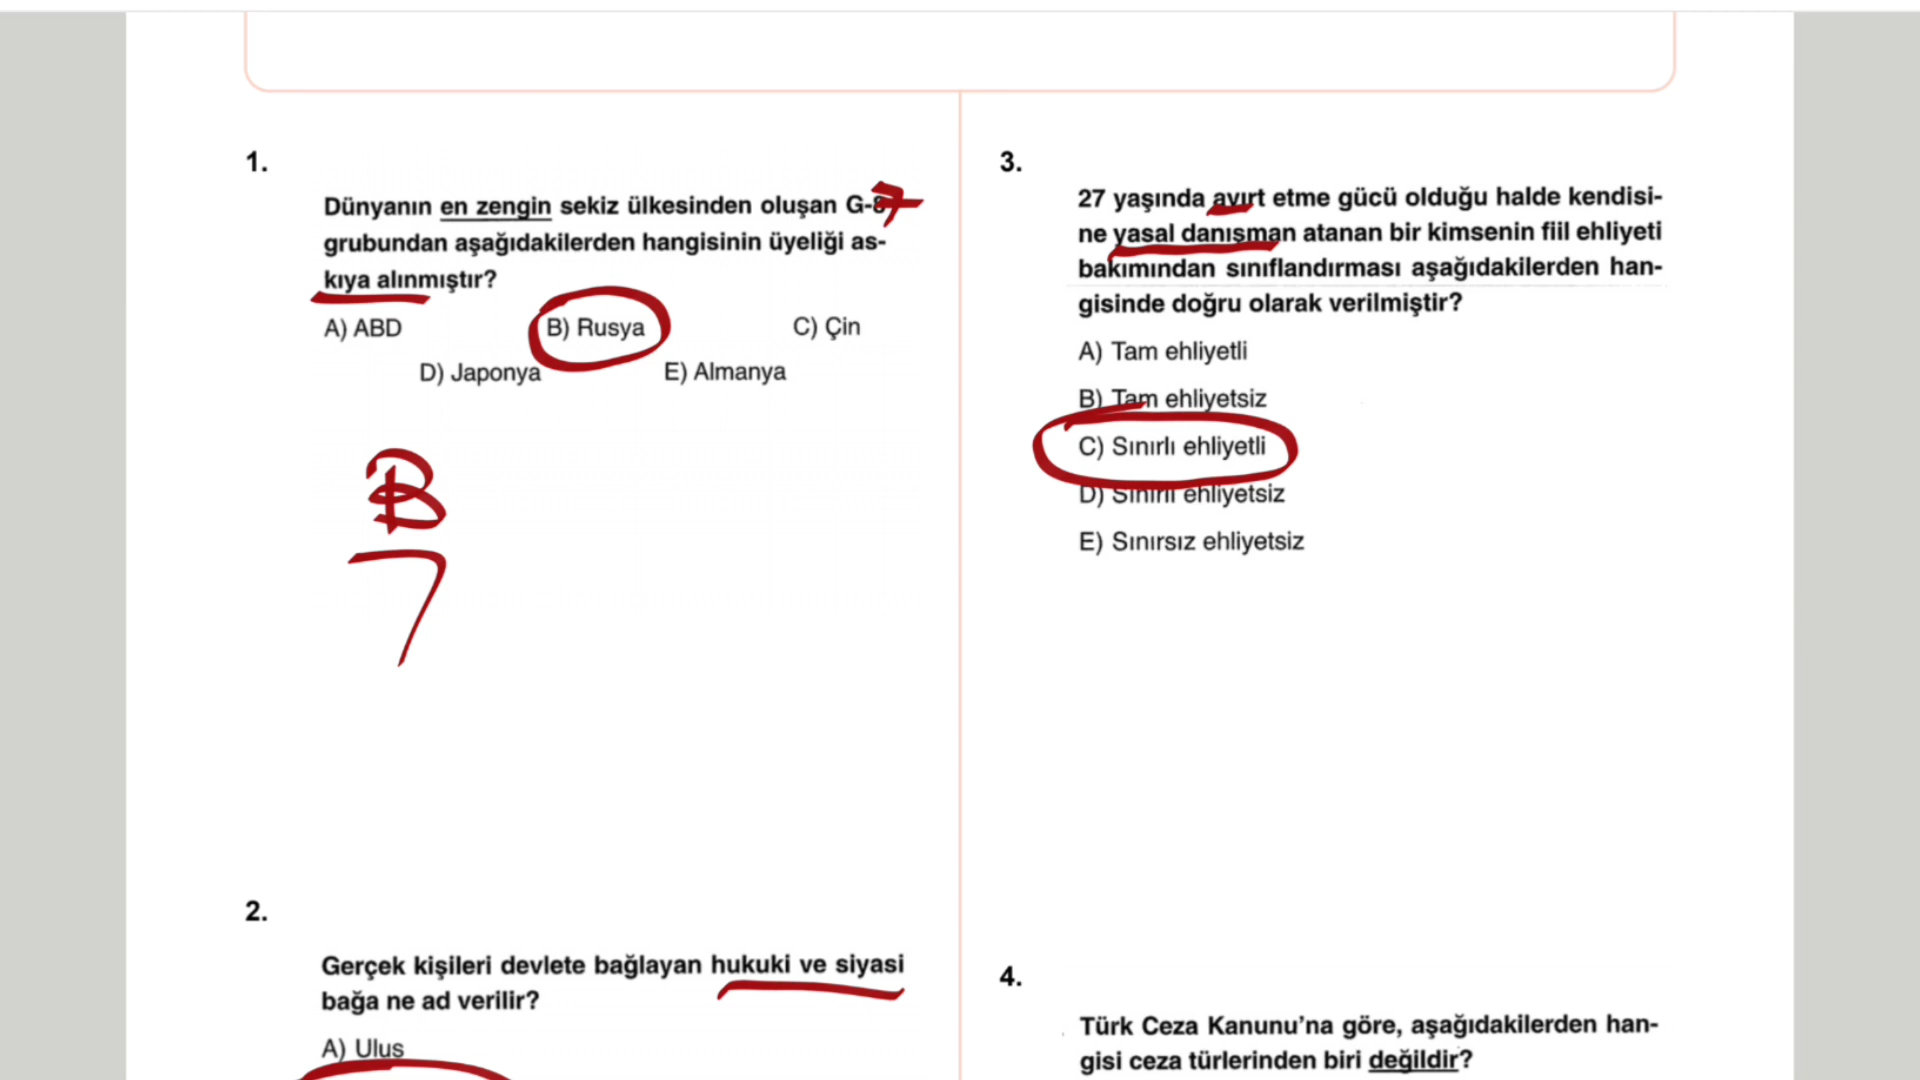 1.
Dünyanın en zengin sekiz ülkesinden oluşan G-8 7
grubundan aşağıdakilerden hangisinin üyeliği as-
kıya alınmıştır?
A) ABD
B) Rusya
C) Çin
D) Japonya
E) Almanya
B
7
2.
Gerçek kişileri devlete bağlayan hukuki ve siyasi
bağa ne ad verilir?
A) Ulus
3.
27 yaşında ayırt etme gücü olduğu halde kendisi-
ne yasal danışman atanan bir kimsenin fiil ehliyeti
bakımından sınıflandırması aşağıdakilerden han-
gisinde doğru olarak verilmiştir?
A) Tam ehliyetli
B) Tam ehliyetsiz
C) Sınırlı ehliyetli
D) Sınırlı ehliyetsiz
E) Sınırsız ehliyetsiz
4.
Türk Ceza Kanunu’na göre, aşağıdakilerden han-
gisi ceza türlerinden biri değildir?